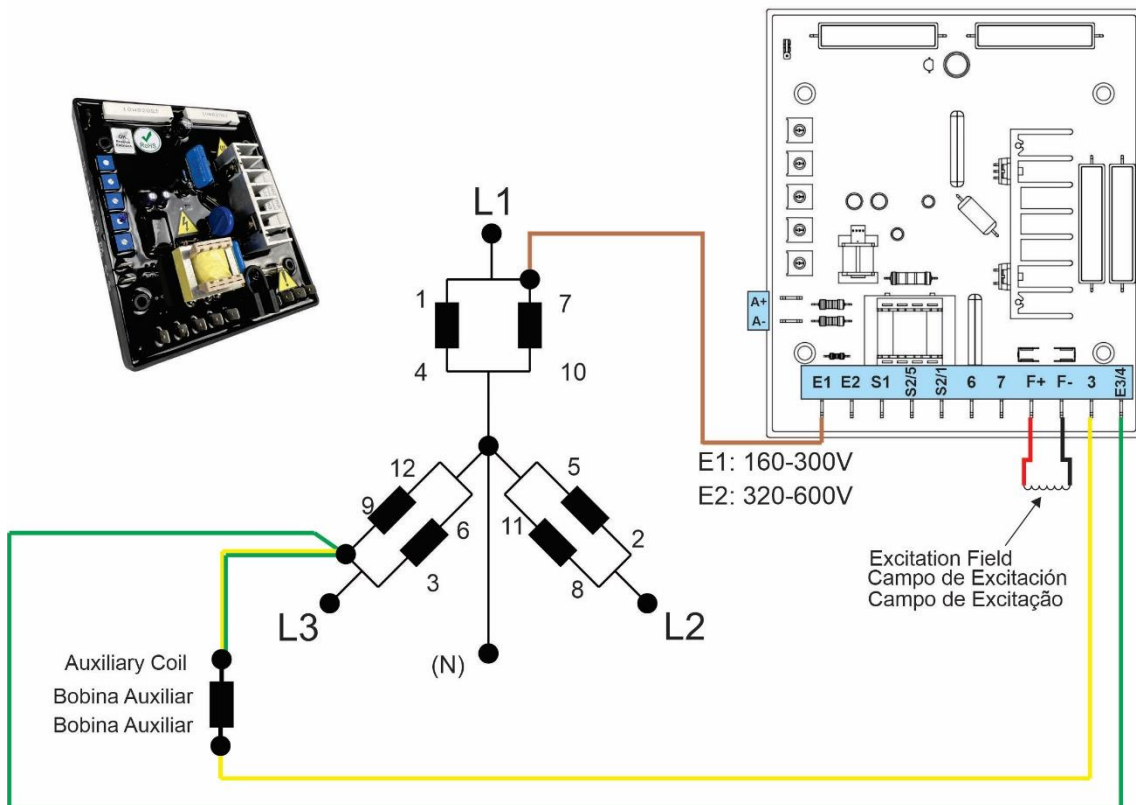 RoHS
L1
1
7
4
10
12
5
9
6
11
2
3
8
L3
L2
(N)
Auxiliary Coil
Bobina Auxiliar
Bobina Auxiliar
A+
A-
E1 E2 S1 S2/5 S2/1 6 7 F+ F- 3 E3/4
E1: 160-300V
E2: 320-600V
Excitation Field
Campo de Excitación
Campo de Excitação